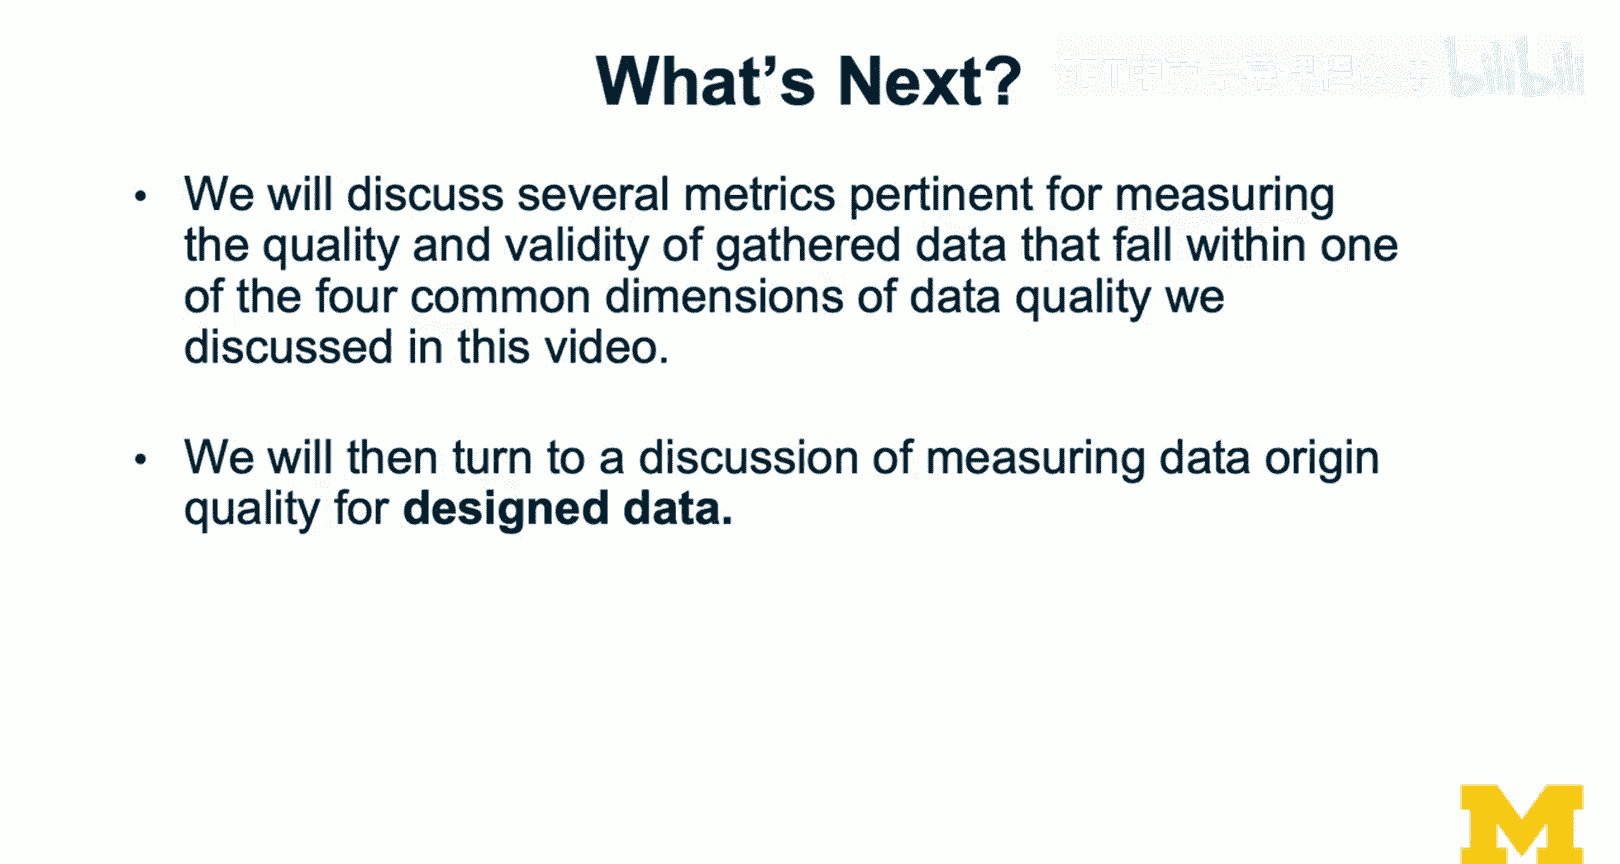 What’s Next?
bilibili
• We will discuss several metrics pertinent for measuring
the quality and validity of gathered data that fall within one
of the four common dimensions of data quality we
discussed in this video.
• We will then turn to a discussion of measuring data origin
quality for designed data.
M